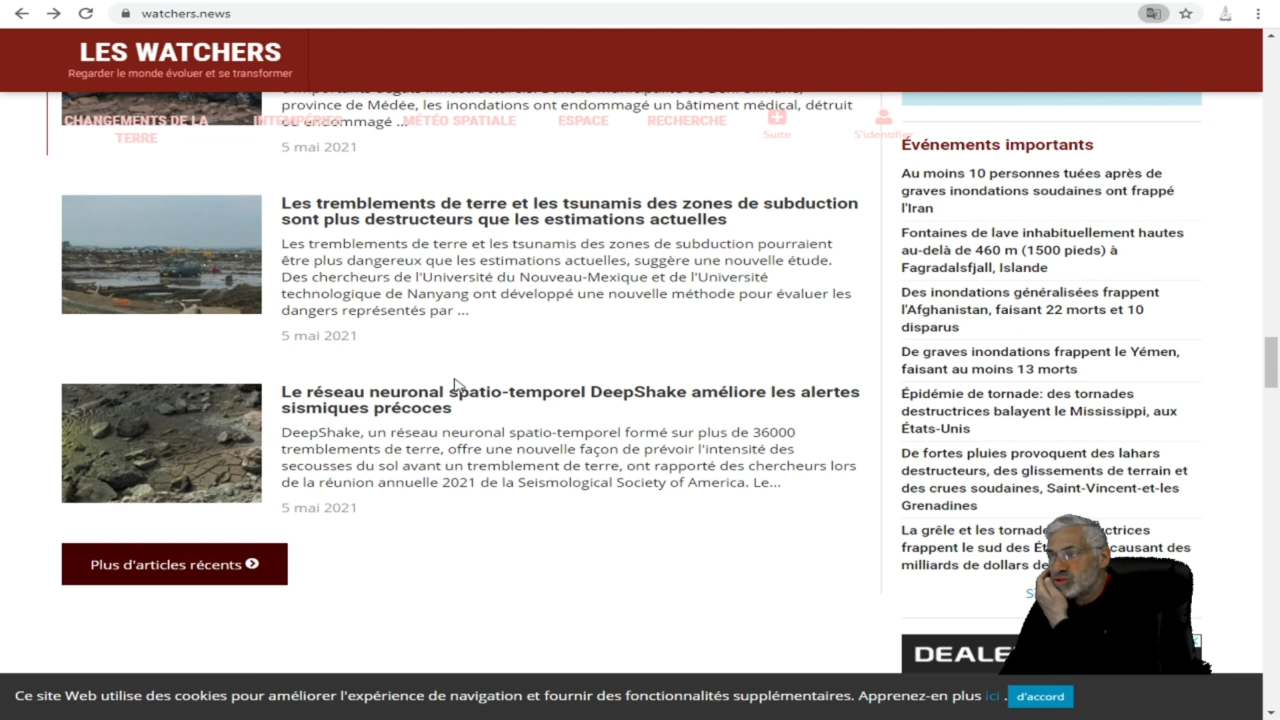 watchers.news
LES WATCHERS
Regarder le monde évoluer et se transformer
CHANGEMENTS DE LA
TERRE
INTEMPÉRIES
MÉTÉO SPATIALE
ESPACE
RECHERCHE
Suite
S'identifier
province de Médée, les inondations ont endommagé un bâtiment médical, détruit
ou endommagé ...
5 mai 2021
Les tremblements de terre et les tsunamis des zones de subduction
sont plus destructeurs que les estimations actuelles
Les tremblements de terre et les tsunamis des zones de subduction pourraient
être plus dangereux que les estimations actuelles, suggère une nouvelle étude.
Des chercheurs de l'Université du Nouveau-Mexique et de l'Université
technologique de Nanyang ont développé une nouvelle méthode pour évaluer les
dangers représentés par ...
5 mai 2021
Le réseau neuronal spatio-temporel DeepShake améliore les alertes
sismiques précoces
DeepShake, un réseau neuronal spatio-temporel formé sur plus de 36000
tremblements de terre, offre une nouvelle façon de prévoir l'intensité des
secousses du sol avant un tremblement de terre, ont rapporté des chercheurs lors
de la réunion annuelle 2021 de la Seismological Society of America. Le...
5 mai 2021
Plus d'articles récents
Événements importants
Au moins 10 personnes tuées après de
graves inondations soudaines ont frappé
l'Iran
Fontaines de lave inhabituellement hautes
au-delà de 460 m (1500 pieds) à
Fagradalsfjall, Islande
Des inondations généralisées frappent
l'Afghanistan, faisant 22 morts et 10
disparus
De graves inondations frappent le Yémen,
faisant au moins 13 morts
Épidémie de tornade: des tornades
destructrices balayent le Mississippi, aux
États-Unis
De fortes pluies provoquent des lahars
destructeurs, des glissements de terrain et
des crues soudaines, Saint-Vincent-et-les
Grenadines
La grêle et les
frappent le sud des causant des
milliards de dollars
DEALE
Ce site Web utilise des cookies pour améliorer l'expérience de navigation et fournir des fonctionnalités supplémentaires. Apprenez-en plus ici .
d'accord